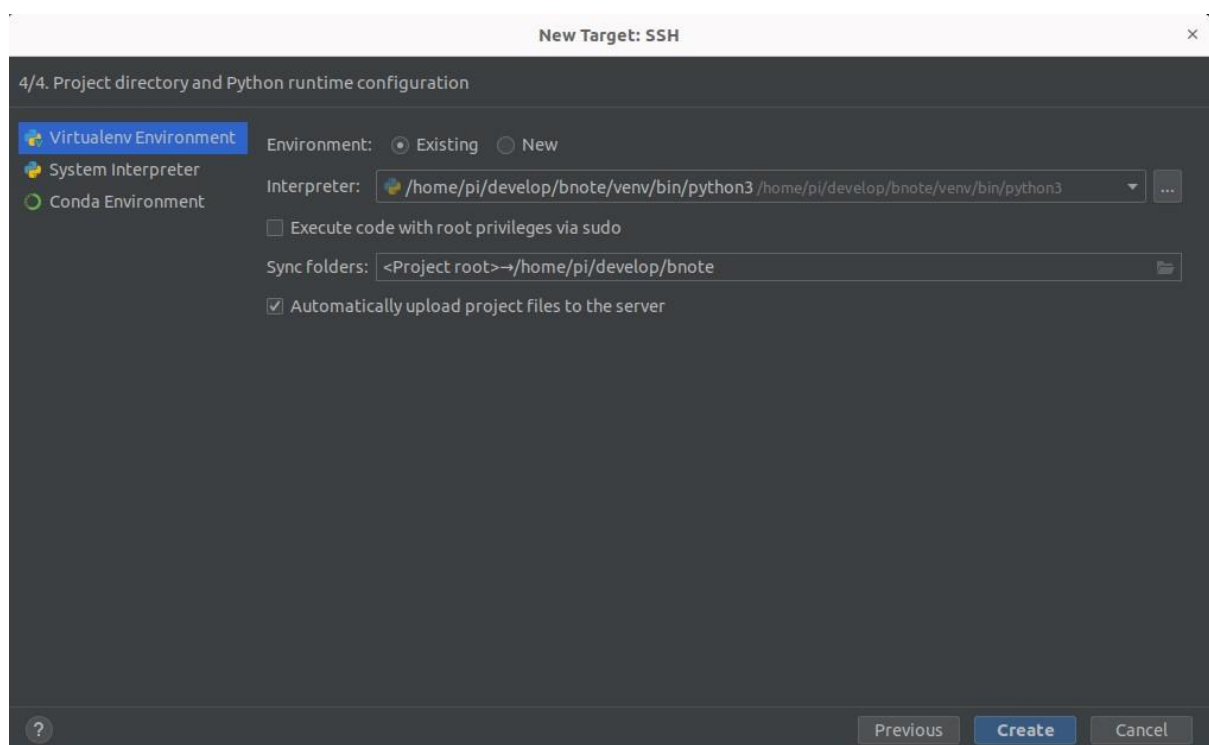 New Target: SSH
×
4/4. Project directory and Python runtime configuration
Virtualenv Environment
System Interpreter
Conda Environment
Environment: Existing New
Interpreter: /home/pi/develop/bnote/venv/bin/python3 /home/pi/develop/bnote/venv/bin/python3 ...
Execute code with root privileges via sudo
Sync folders: <Project root>→/home/pi/develop/bnote
Automatically upload project files to the server
? Previous Create Cancel